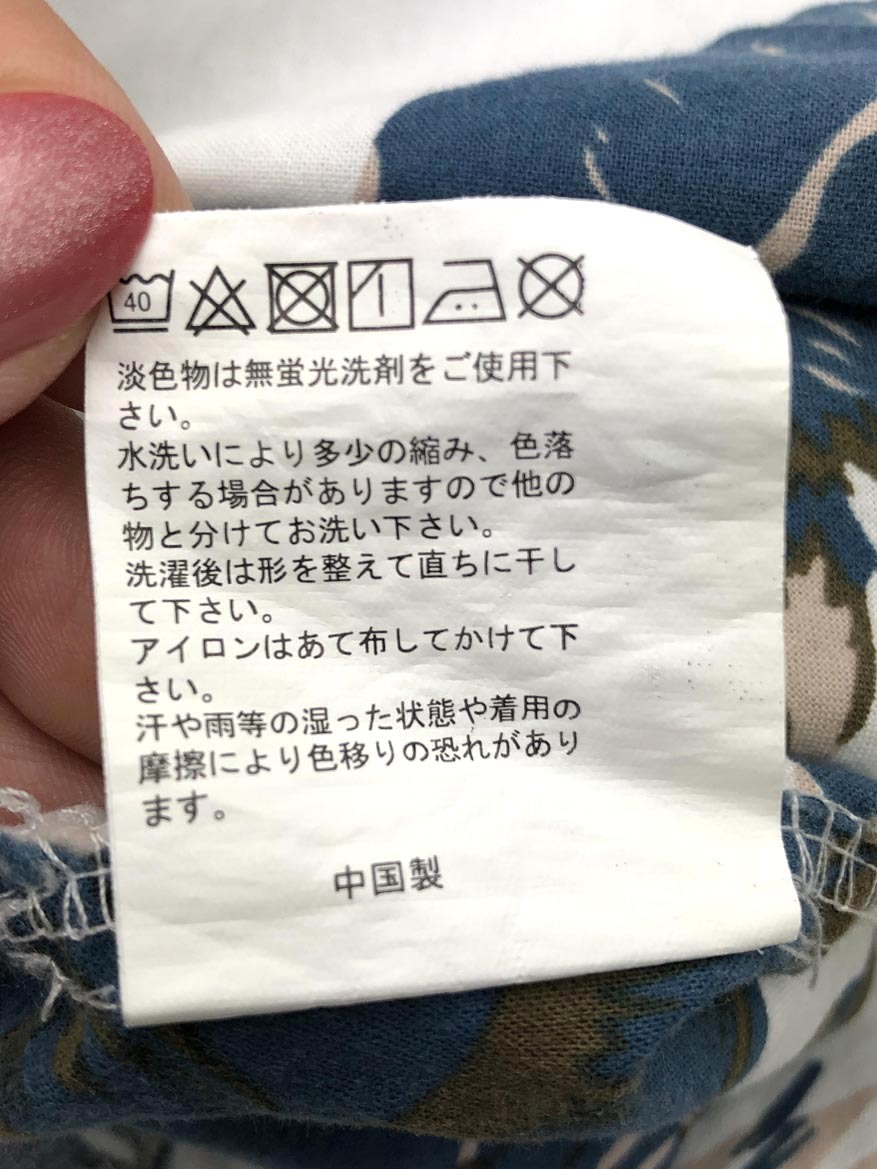 40
淡色物は無蛍光洗剤をご使用下
さい。
水洗いにより多少の縮み、色落
ちする場合がありますので他の
物と分けてお洗い下さい。
洗濯後は形を整えて直ちに干し
て下さい。
アイロンはあて布してかけて下
さい。
汗や雨等の湿った状態や着用の
摩擦により色移りの恐れがあり
ます。
中国製